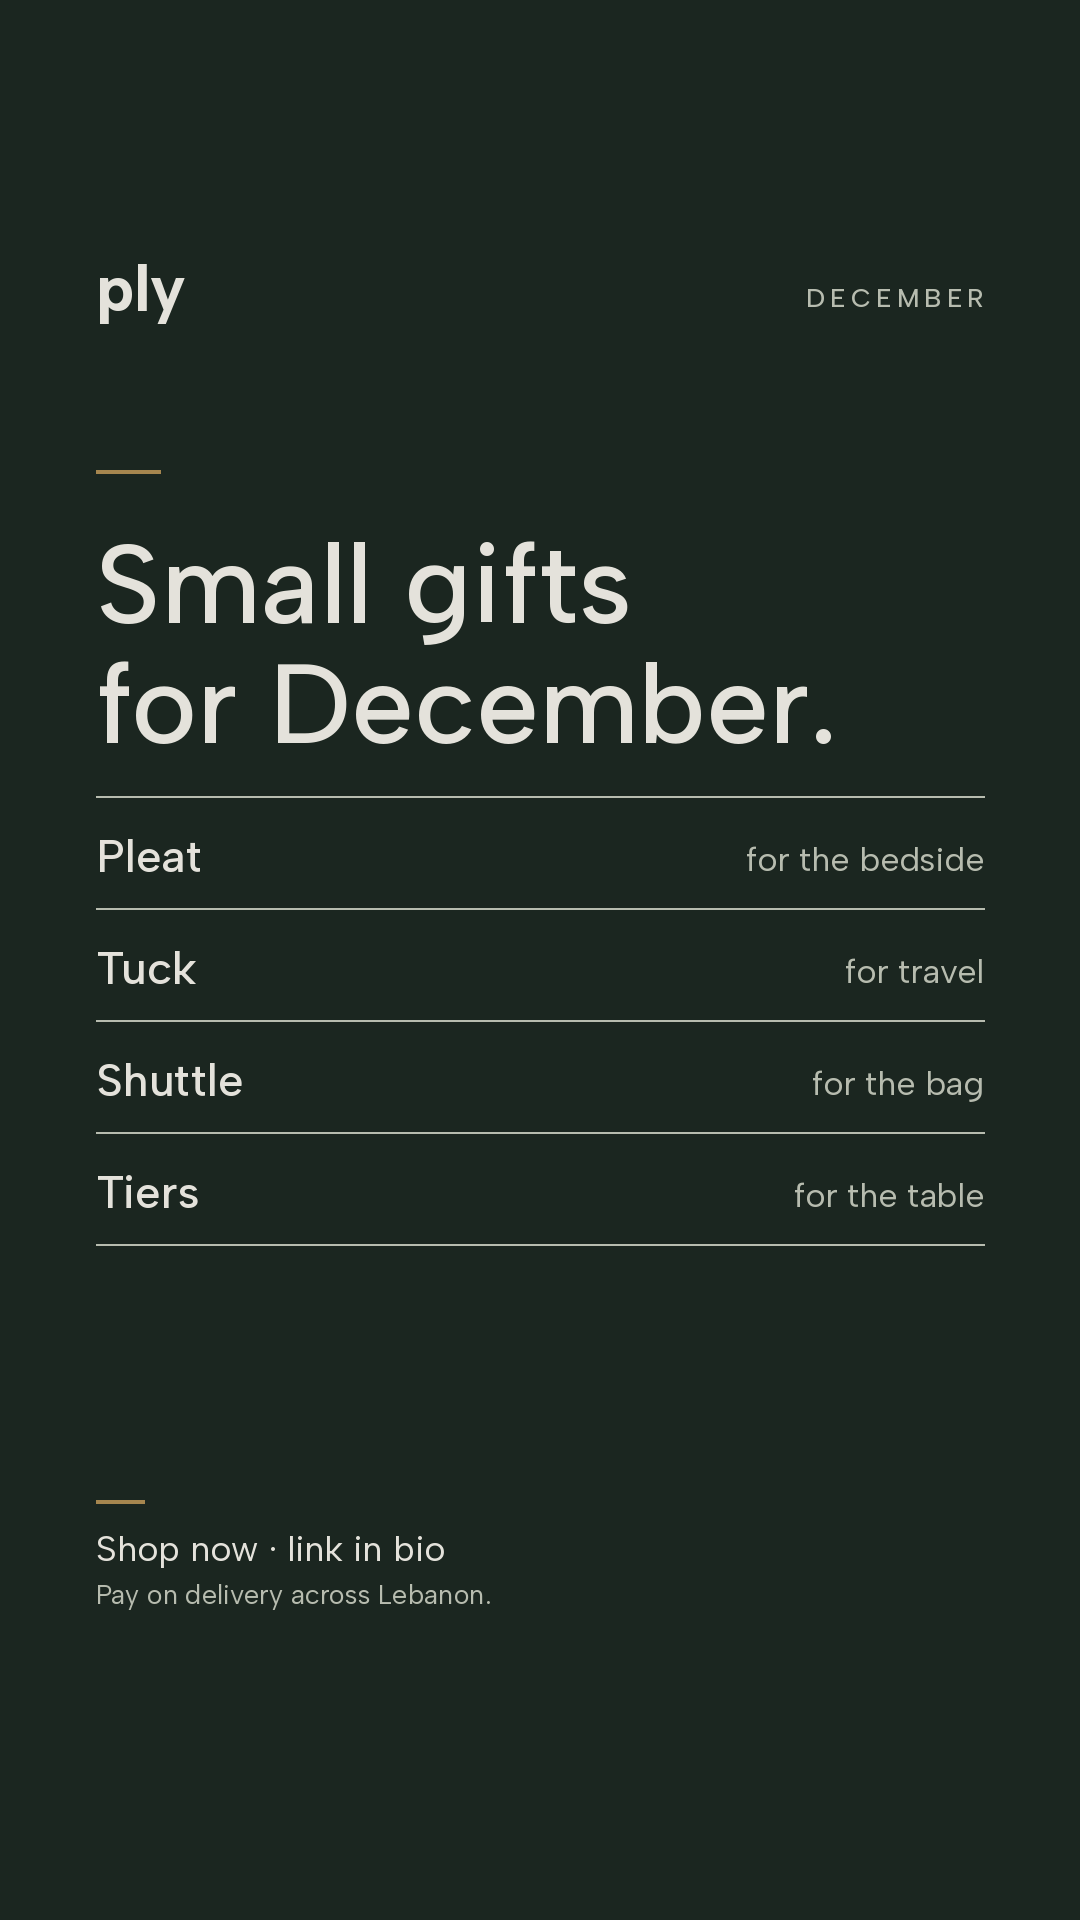 ply
DECEMBER
Small gifts
for December.
Pleat for the bedside
Tuck for travel
Shuttle for the bag
Tiers for the table
Shop now · link in bio
Pay on delivery across Lebanon.